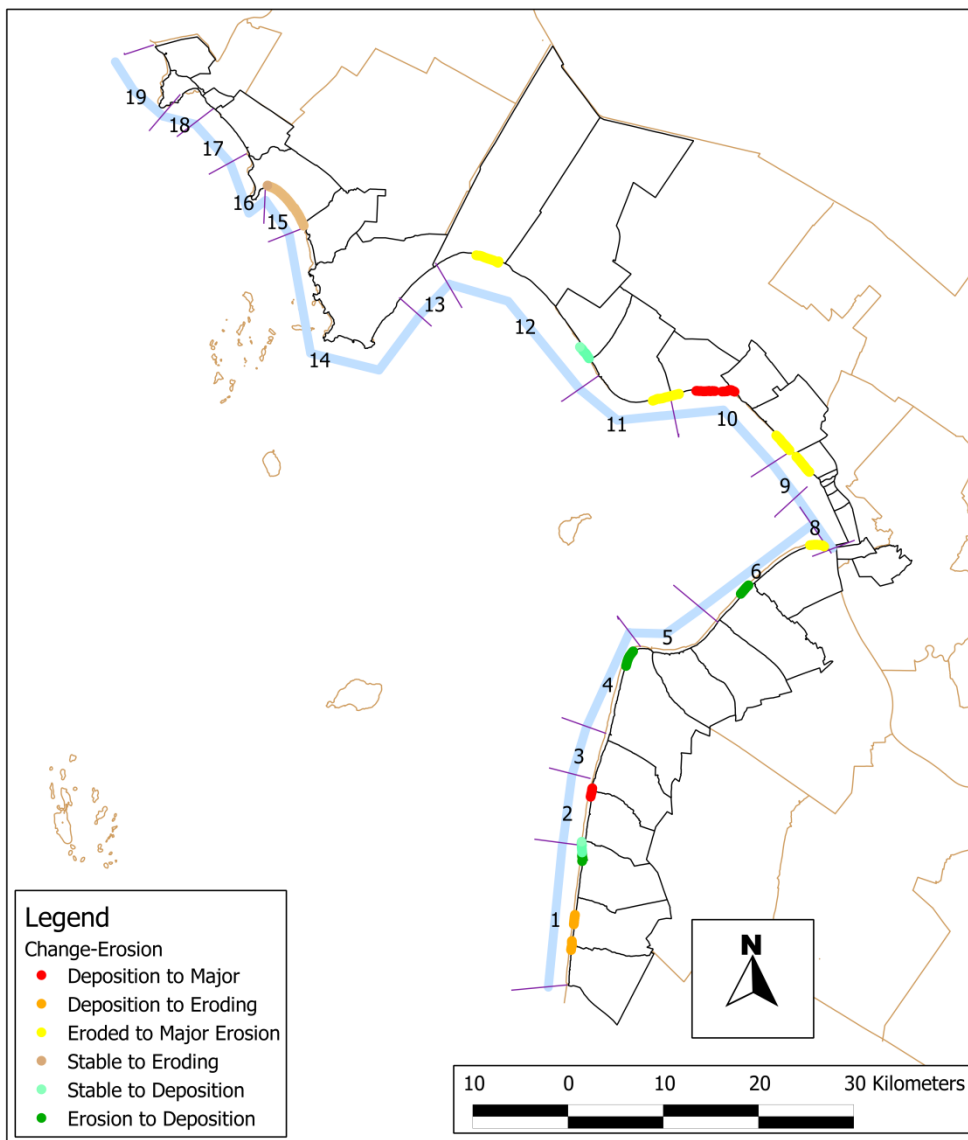 19
18
17
16
15
14
13
12
11
10
9
8
6
5
4
3
2
1
N
Legend
Change-Erosion
Deposition to Major
Deposition to Eroding
Eroded to Major Erosion
Stable to Eroding
Stable to Deposition
Erosion to Deposition
10 0 10 20 30 Kilometers